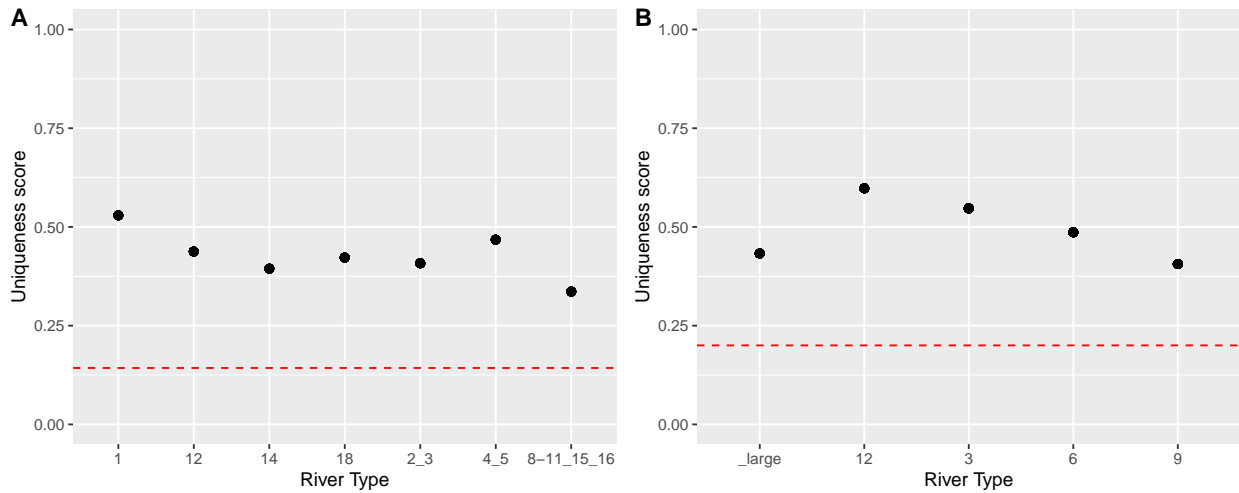 A
Uniqueness score
1.00
0.75
0.50
0.25
0.00
1 12 14 18 2_3 4_5 8−11_15_16
River Type
B
Uniqueness score
1.00
0.75
0.50
0.25
0.00
_large 12 3 6 9
River Type